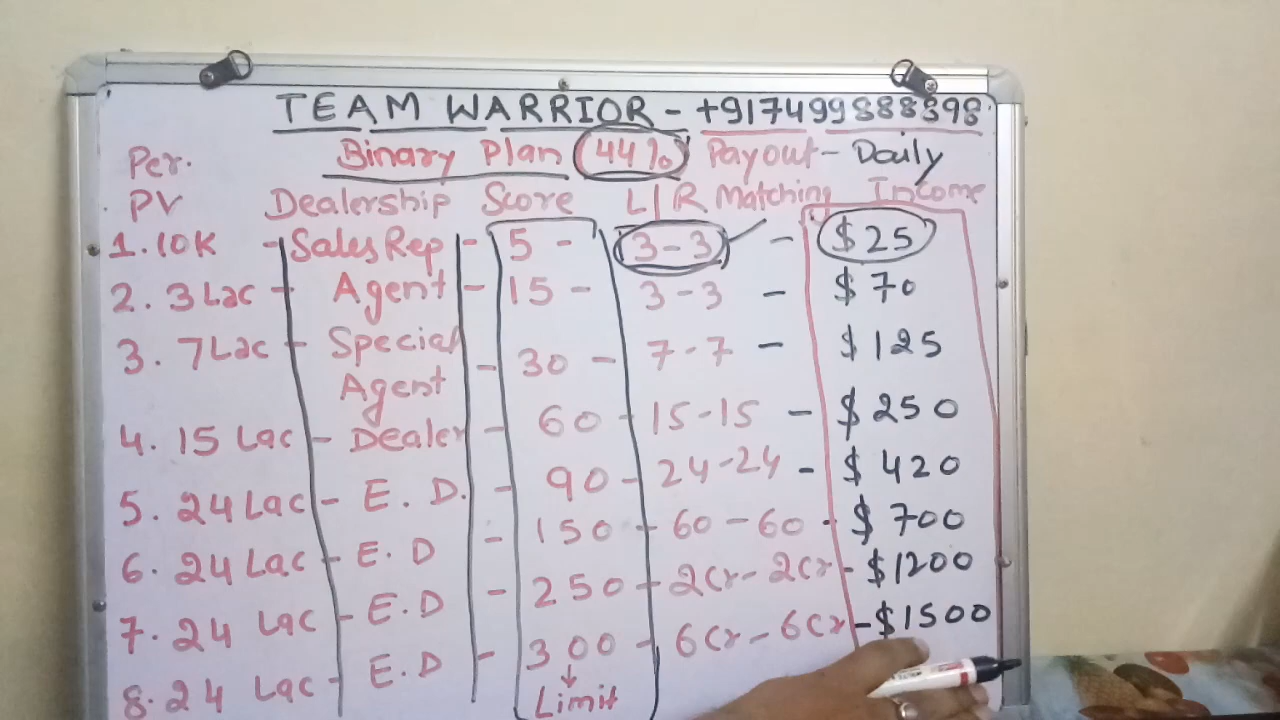 TEAM WARRIOR - +917499888898
Per. Binary Plan 44% Payout - Daily
PV Dealership Score L/R Matching Income
1. 10K - Sales Rep - 5 - 3-3 - $25
2. 3 Lac - Agent - 15 - 3-3 - $70
3. 7 Lac - Special Agent - 30 - 7-7 - $125
4. 15 Lac - Dealer - 60 - 15-15 - $250
5. 24 Lac - E. D. - 90 - 24-24 - $420
6. 24 Lac - E. D - 150 - 60-60 - $700
7. 24 Lac - E.D - 250 - 2Cr-2Cr - $1200
8. 24 Lac - E.D - 300 - 6Cr-6Cr - $1500
Limit